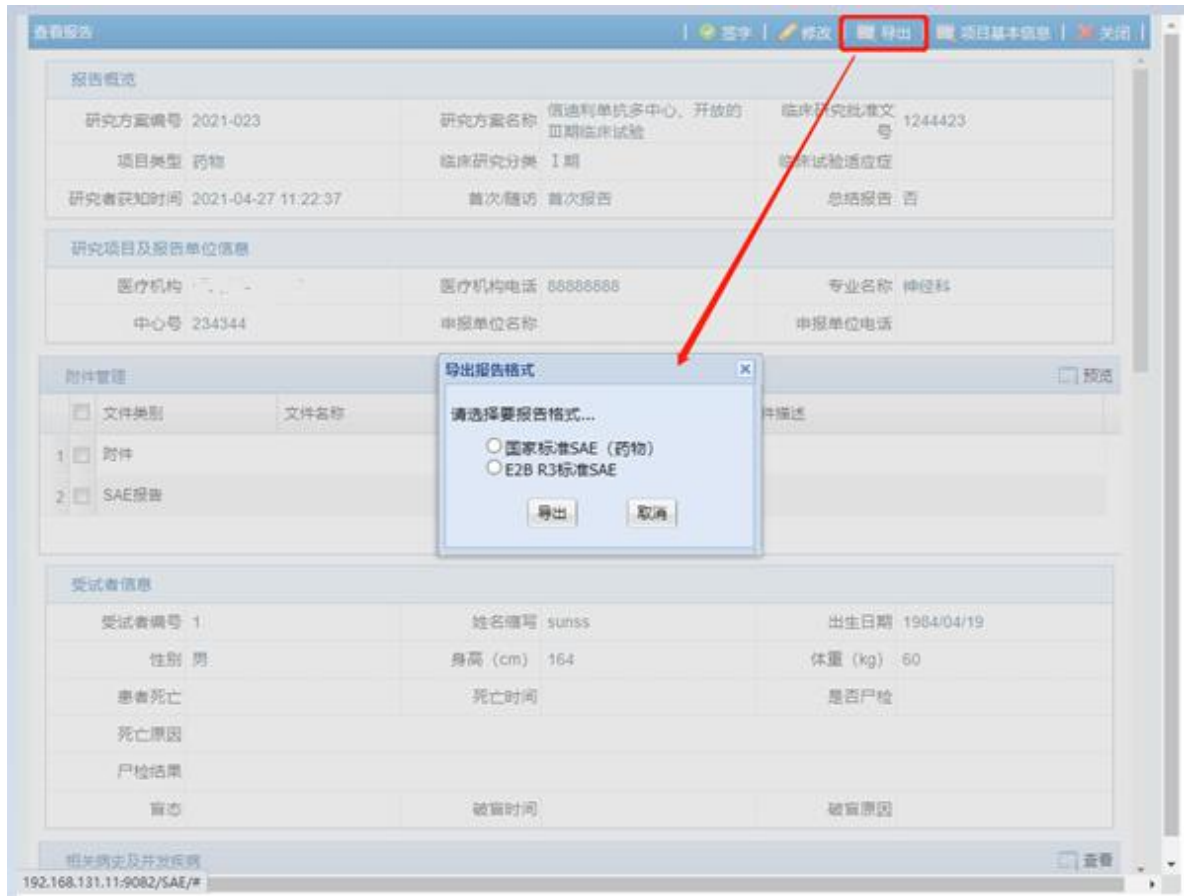 查看报告 | 签字 | 修改 | 导出 | 项目基本信息 | 关闭 |
报告概览
研究方案编号 2021-023 研究方案名称 信迪利单抗多中心、开放的Ⅲ期临床试验 临床研究批准文号 1244423
项目类型 药物 临床研究分类 Ⅰ期 临床试验适应症
研究者获知时间 2021-04-27 11:22:37 首次/随访 首次报告 总结报告 否
研究项目及报告单位信息
医疗机构 医疗机构电话 88888888 专业名称 神经科
中心号 234344 申报单位名称 申报单位电话
附件管理 预览
文件类别 文件名称 件描述
1 附件
2 SAE报告
导出报告格式
请选择要报告格式...
国家标准SAE（药物）
E2B R3标准SAE
导出 取消
受试者信息
受试者编号 1 姓名缩写 sunss 出生日期 1984/04/19
性别 男 身高（cm） 164 体重（kg） 60
患者死亡 死亡时间 是否尸检
死亡原因
尸检结果
盲态 破盲时间 破盲原因
相关病史及并发疾病 查看
192.168.131.11:9082/SAE/#